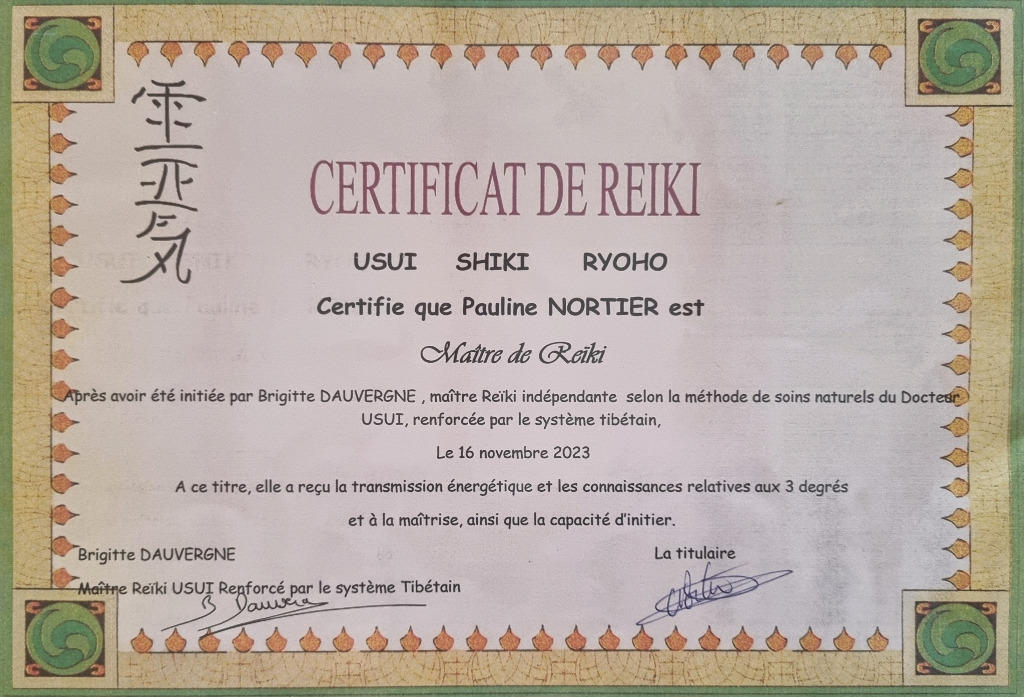 霊
気
CERTIFICAT DE REIKI
USUI SHIKI RYOHO
Certifie que Pauline NORTIER est
Maître de Reïki
Après avoir été initiée par Brigitte DAUVERGNE , maître Reïki indépendante selon la méthode de soins naturels du Docteur
USUI, renforcée par le système tibétain,
Le 16 novembre 2023
A ce titre, elle a reçu la transmission énergétique et les connaissances relatives aux 3 degrés
et à la maîtrise, ainsi que la capacité d’initier.
Brigitte DAUVERGNE
La titulaire
Maître Reïki USUI Renforcé par le système Tibétain